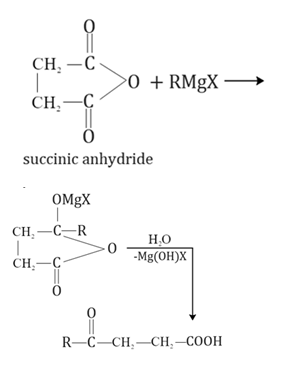 O
CH₂—C
O + RMgX
CH₂—C
O
succinic anhydride
OMgX
CH₂—C—R
O
CH₂—C
O
H₂O
-Mg(OH)X
O
R—C—CH₂—CH₂—COOH